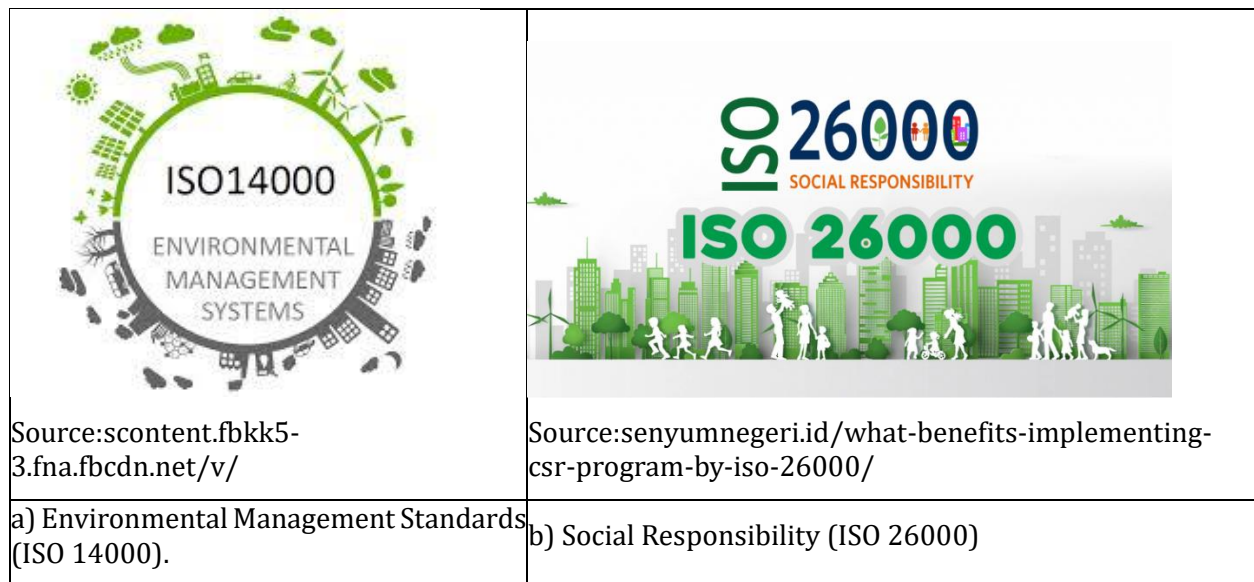 ISO14000
ENVIRONMENTAL
MANAGEMENT
SYSTEMS
ISO 26000
SOCIAL RESPONSIBILITY
ISO 26000
Source:scontent.fbkk5-
3.fna.fbcdn.net/v/
Source:senyumnegeri.id/what-benefits-implementing-
csr-program-by-iso-26000/
a) Environmental Management Standards
(ISO 14000).
b) Social Responsibility (ISO 26000)